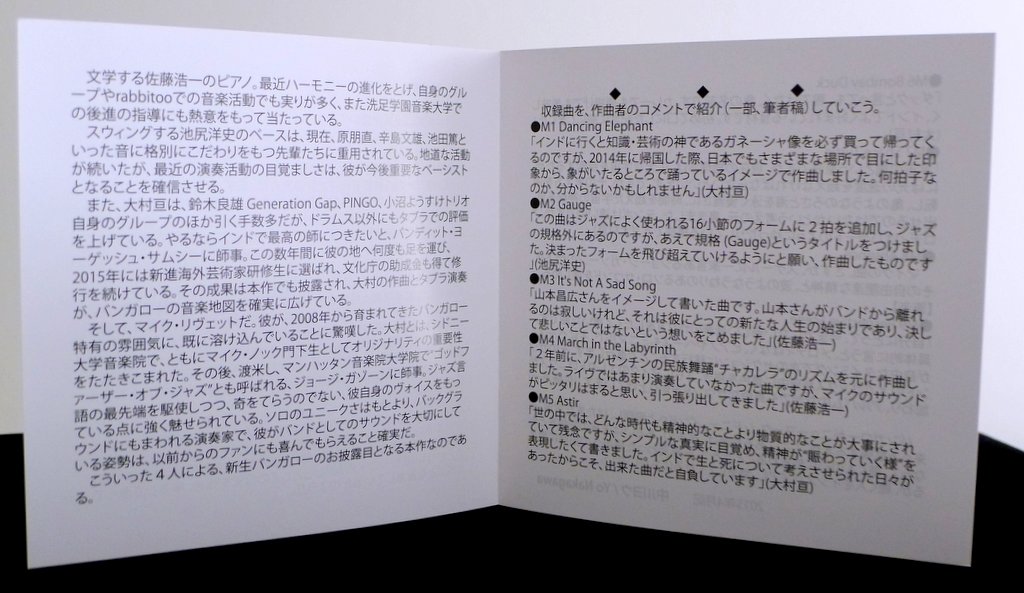 文学する佐藤浩一のピアノ。最近ハーモニーの進化をとげ、自身のグル
ープやrabbitooでの音楽活動でも実りが多く、また洗足学園音楽大学で
の後進の指導にも熱意をもって当たっている。
スウィングする池尻洋史のベースは、現在、原朋直、辛島文雄、池田篤と
いった音に格別にこだわりをもつ先輩たちに重用されている。地道な活動
が続いたが、最近の演奏活動の目覚ましさは、彼が今後重要なベーシスト
となることを確信させる。
また、大村亘は、鈴木良雄 Generation Gap、PINGO、小沼ようすけトリオ
自身のグループのほか引く手数多だが、ドラムス以外にもタブラでの評価
を上げている。やるならインドで最高の師につきたいと、パンディット・ヨ
ーゲッシュ・サムシーに師事。この数年間に彼の地へ何度も足を運び、
2015年には新進海外芸術家研修生に選ばれ、文化庁の助成金も得て修
行を続けている。その成果は本作でも披露され、大村の作曲とタブラ演奏
が、バンガローの音楽地図を確実に広げている。
そして、マイク・リヴェットだ。彼が、2008年から育まれてきたバンガロー
特有の雰囲気に、既に溶け込んでいることに驚嘆した。大村とは、シドニー
大学音楽院で、ともにマイク・ノック門下生としてオリジナリティの重要性
をたたきこまれた。その後、渡米し、マンハッタン音楽院大学院で“ゴッドフ
ァーザー・オブ・ジャズ”とも呼ばれる、ジョージ・ガゾーンに師事。ジャズ言
語の最先端を駆使しつつ、奇をてらうのでない、彼自身のヴォイスをもっ
ている点に強く魅せられている。ソロのユニークさはもとより、バックグラ
ウンドにもまわれる演奏家で、彼がバンドとしてのサウンドを大切にして
いる姿勢は、以前からのファンにも喜んでもらえること確実だ。
こういった4人による、新生バンガローのお披露目となる本作なのであ
る。
◆ ◆ ◆
収録曲を、作曲者のコメントで紹介(一部、筆者稿)していこう。
●M1 Dancing Elephant
「インドに行くと知識・芸術の神であるガネーシャ像を必ず買って帰ってく
るのですが、2014年に帰国した際、日本でもさまざまな場所で目にした印
象から、象がいたるところで踊っているイメージで作曲しました。何拍子な
のか、分からないかもしれません」(大村亘)
●M2 Gauge
「この曲はジャズによく使われる16小節のフォームに2拍を追加し、ジャズ
の規格外にあるのですが、あえて規格 (Gauge)というタイトルをつけまし
た。決まったフォームを飛び超えていけるようにと願い、作曲したものです
」(池尻洋史)
●M3 It's Not A Sad Song
「山本昌広さんをイメージして書いた曲です。山本さんがバンドから離れ
るのは寂しいけれど、それは彼にとっての新たな人生の始まりであり、決し
て悲しいことではないという想いをこめました。」(佐藤浩一)
●M4 March in the Labyrinth
「2年前に、アルゼンチンの民族舞踊“チャカレラ”のリズムを元に作曲し
ました。ライヴではあまり演奏していなかった曲ですが、マイクのサウンド
がピッタリはまると思い、引っ張り出してきました」(佐藤浩一)
●M5 Astir
「世の中では、どんな時代も精神的なことより物質的なことが大事にされ
ていて残念ですが、シンプルな真実に目覚め、精神が“賑わっていく様”を
表現したくて書きました。インドで生と死について考えさせられた日々が
あったからこそ、出来た曲だと自負しています」(大村亘)